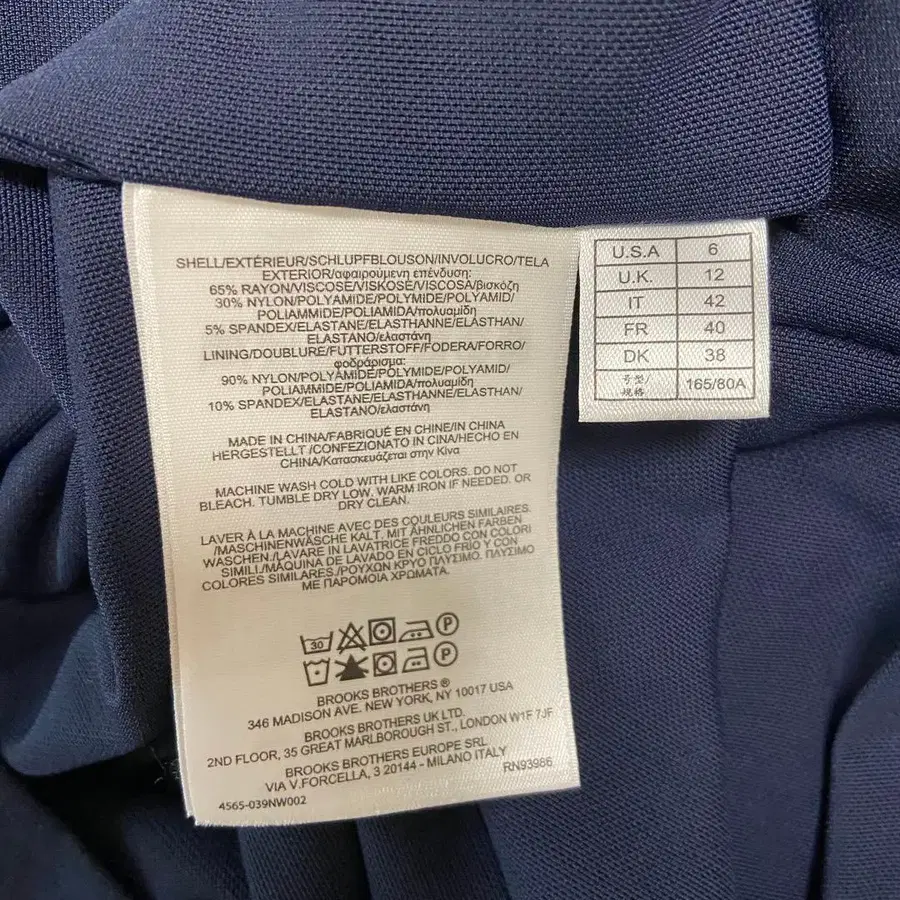 SHELL/EXTÉRIEUR/SCHLUPFBLOUSON/INVOLUCRO/TELA
EXTERIOR/αφαιρούμενη επένδυση:
65% RAYON/VISCOSE/VISKOSE/VISCOSA/βισκόζη
30% NYLON/POLYAMIDE/POLYMIDE/POLYAMID/
POLIAMMIDE/POLIAMIDA/πολυαμίδη
5% SPANDEX/ELASTANE/ELASTHANNE/ELASTHAN/
ELASTANO/ελαστάνη
LINING/DOUBLURE/FUTTERSTOFF/FODERA/FORRO/
φοδράρισμα:
90% NYLON/POLYAMIDE/POLYMIDE/POLYAMID/
POLIAMMIDE/POLIAMIDA/πολυαμίδη
10% SPANDEX/ELASTANE/ELASTHANNE/ELASTHAN/
ELASTANO/ελαστάνη
MADE IN CHINA/FABRIQUÉ EN CHINE/IN CHINA
HERGESTELLT /CONFEZIONATO IN CINA/HECHO EN
CHINA/Κατασκευάζεται στην Κίνα
MACHINE WASH COLD WITH LIKE COLORS. DO NOT
BLEACH. TUMBLE DRY LOW. WARM IRON IF NEEDED. OR
DRY CLEAN.
LAVER À LA MACHINE AVEC DES COULEURS SIMILAIRES.
/MASCHINENWÄSCHE KALT. MIT ÄHNLICHEN FARBEN
WASCHEN./LAVARE IN LAVATRICE FREDDO CON COLORI
SIMILI./MÁQUINA DE LAVADO EN CICLO FRÍO Y CON
COLORES SIMILARES./ΡΟΥΧΩΝ ΚΡΥΟ ΠΛΥΣΙΜΟ. ΠΛΥΣΙΜΟ
ΜΕ ΠΑΡΟΜΟΙΑ ΧΡΩΜΑΤΑ.
30 P
P
BROOKS BROTHERS ®
346 MADISON AVE. NEW YORK, NY 10017 USA
BROOKS BROTHERS UK LTD.
2ND FLOOR, 35 GREAT MARLBOROUGH ST., LONDON W1F 7JF
BROOKS BROTHERS EUROPE SRL
VIA V.FORCELLA, 3 20144 - MILANO ITALY
RN93986
4565-039NW002
U.S.A 6
U.K. 12
IT 42
FR 40
DK 38
号型/
规格 165/80A